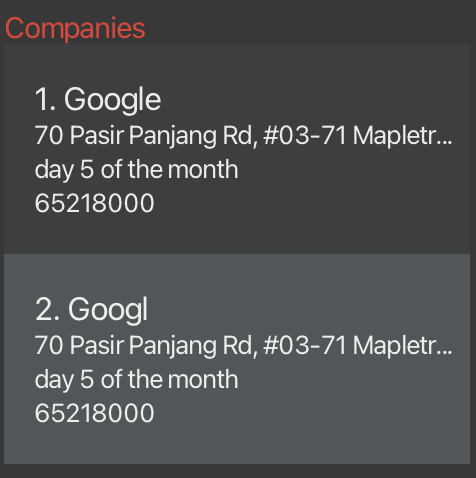 Companies
1. Google
70 Pasir Panjang Rd, #03-71 Mapletr...
day 5 of the month
65218000
2. Googl
70 Pasir Panjang Rd, #03-71 Mapletr...
day 5 of the month
65218000